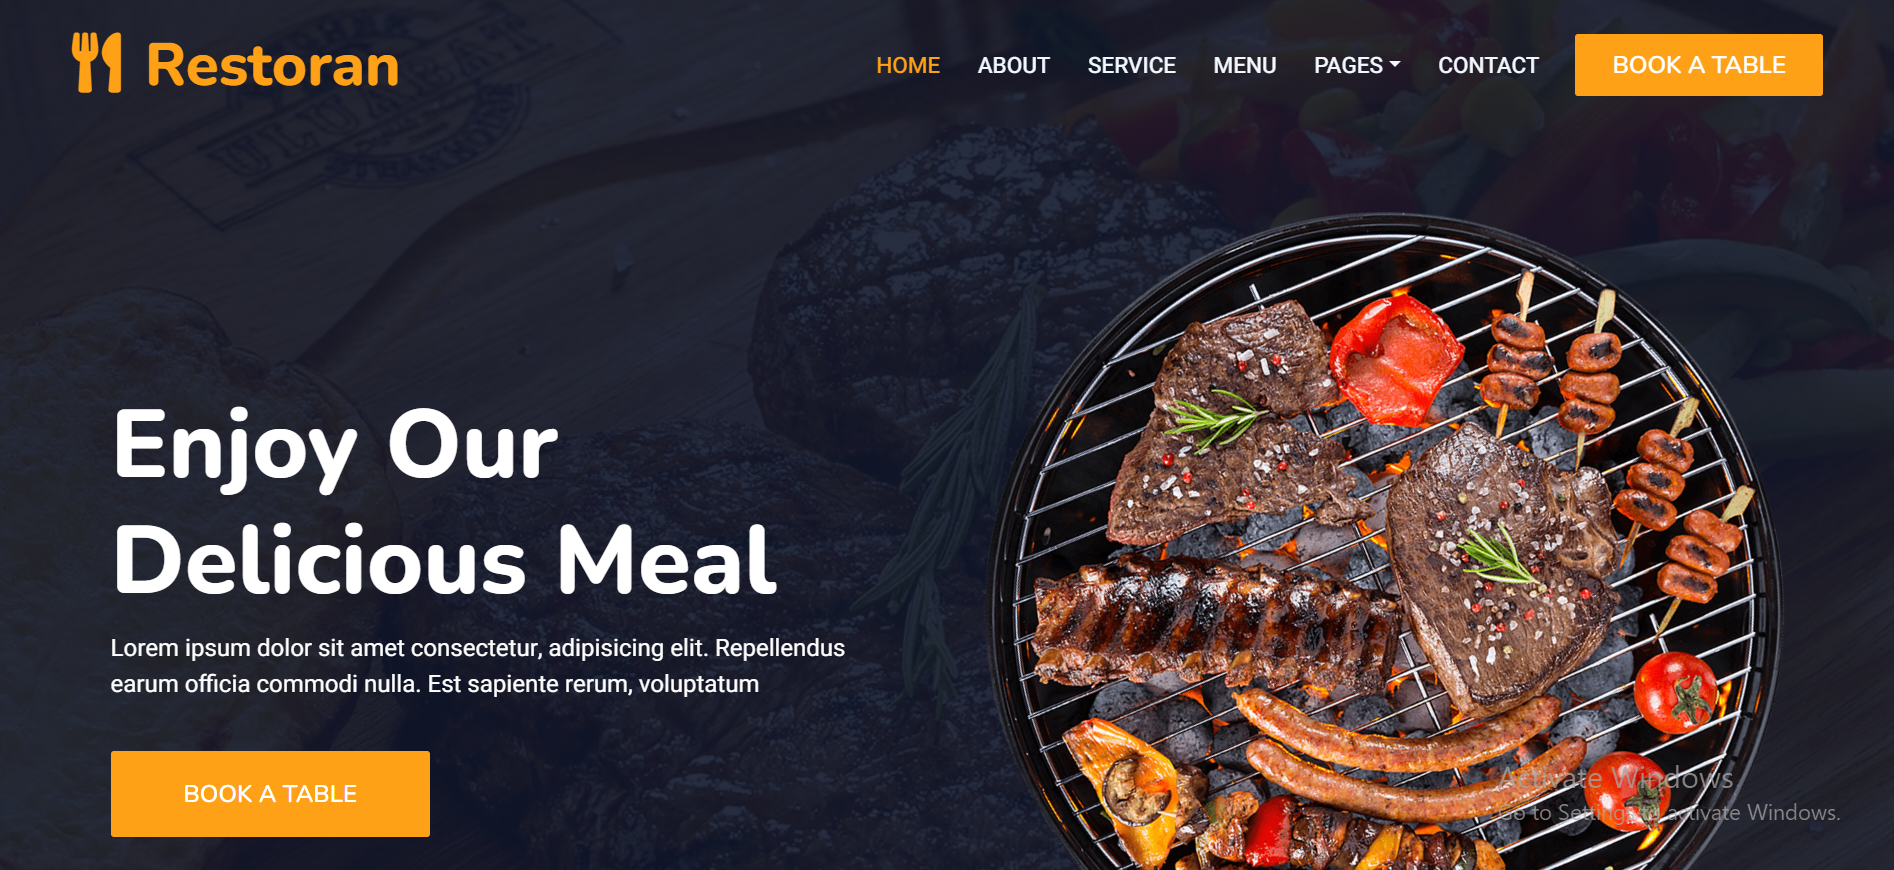 Restoran
HOME ABOUT SERVICE MENU PAGES CONTACT BOOK A TABLE
Enjoy Our
Delicious Meal
Lorem ipsum dolor sit amet consectetur, adipisicing elit. Repellendus
earum officia commodi nulla. Est sapiente rerum, voluptatum
BOOK A TABLE
Activate Windows
Go to Settings to activate Windows.